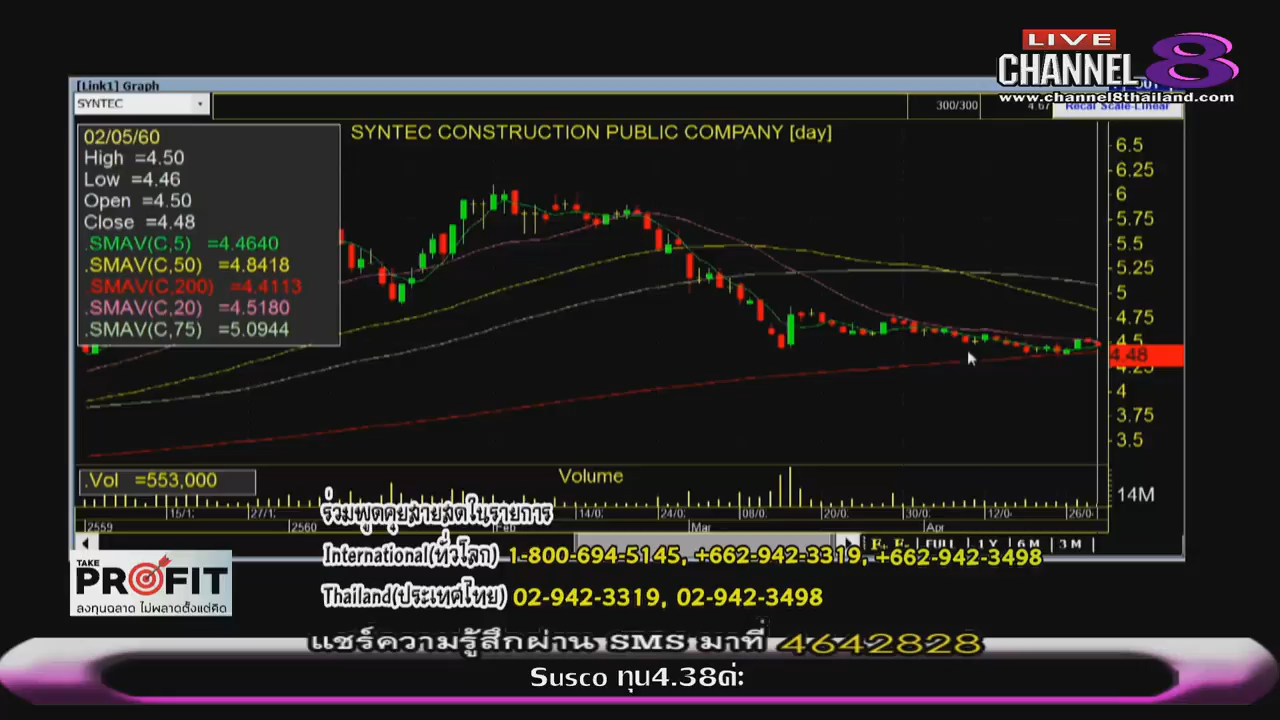 LIVE
CHANNEL 8
www.channel8thailand.com
[Link1] Graph
SYNTEC
300/300
4.67
Recal Scale-Linear
SYNTEC CONSTRUCTION PUBLIC COMPANY [day]
02/05/60
High =4.50
Low =4.46
Open =4.50
Close =4.48
.SMAV(C,5) =4.4640
.SMAV(C,50) =4.8418
.SMAV(C,200) =4.4113
.SMAV(C,20) =4.5180
.SMAV(C,75) =5.0944
6.5
6.25
6
5.75
5.5
5.25
5
4.75
4.5
4.48
4.25
4
3.75
3.5
.Vol =553,000
Volume
14M
15/1. 27/1. 14/0. 24/0. 08/0. 20/0. 30/0. 12/0. 26/0
2559 2560 Feb Mar Apr
FULL 1 Y 6 M 3 M
ร่วมพูดคุยสายสดในรายการ
International(ทั่วโลก) 1-800-694-5145, +662-942-3319, +662-942-3498
Thailand(ประเทศไทย) 02-942-3319, 02-942-3498
TAKE
PROFIT
ลงทุนฉลาด ไม่พลาดตั้งแต่คิด
แชร์ความรู้สึกผ่าน SMS มาที่ 4642828
Susco ทุน4.38ค่ะ